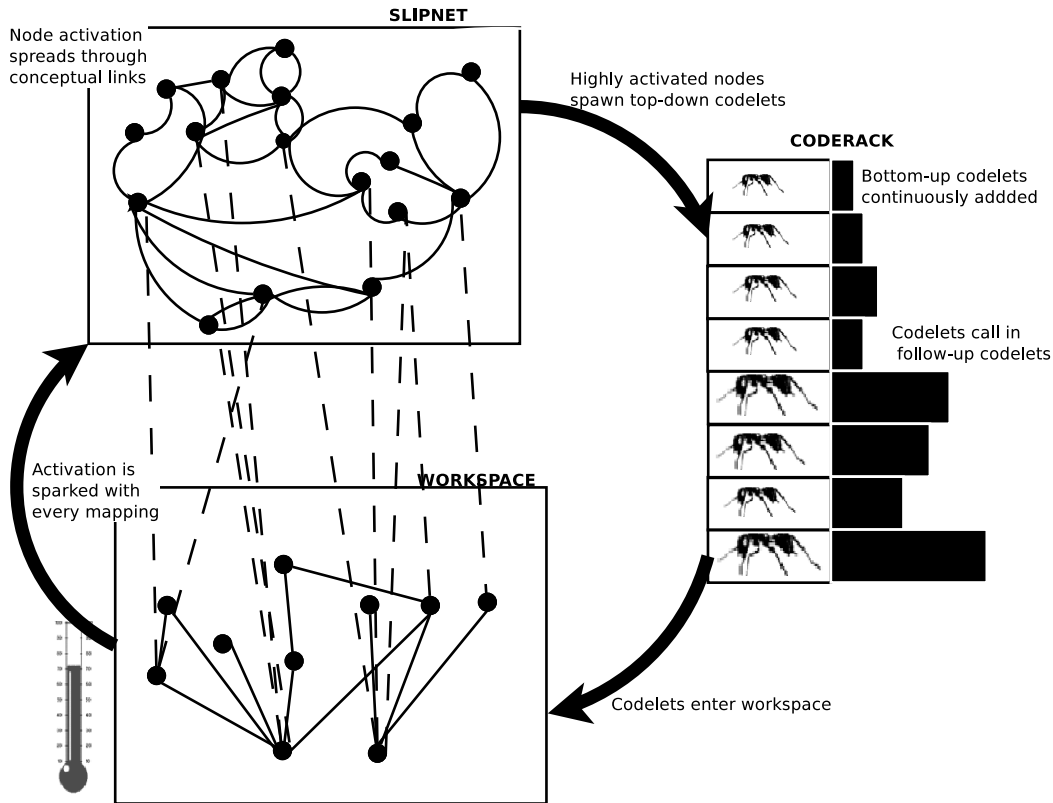 SLIPNET
Node activation
spreads through
conceptual links
Highly activated nodes
spawn top-down codelets
CODERACK
Bottom-up codelets
continuously addded
Codelets call in
follow-up codelets
Activation is
sparked with
every mapping
WORKSPACE
Codelets enter workspace